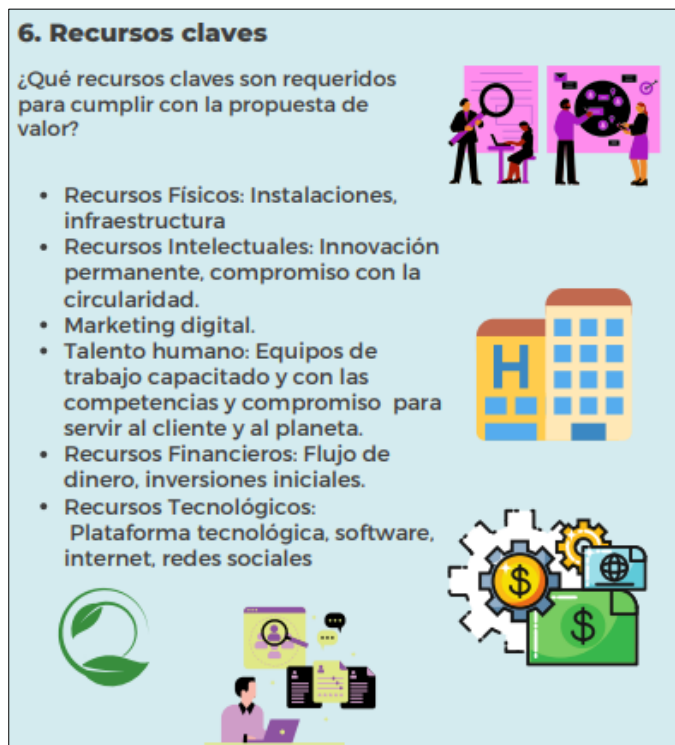 6. Recursos claves
¿Qué recursos claves son requeridos
para cumplir con la propuesta de
valor?
• Recursos Físicos: Instalaciones,
infraestructura
• Recursos Intelectuales: Innovación
permanente, compromiso con la
circularidad.
• Marketing digital.
• Talento humano: Equipos de
trabajo capacitado y con las
competencias y compromiso para
servir al cliente y al planeta.
• Recursos Financieros: Flujo de
dinero, inversiones iniciales.
• Recursos Tecnológicos:
Plataforma tecnológica, software,
internet, redes sociales
H
$
$